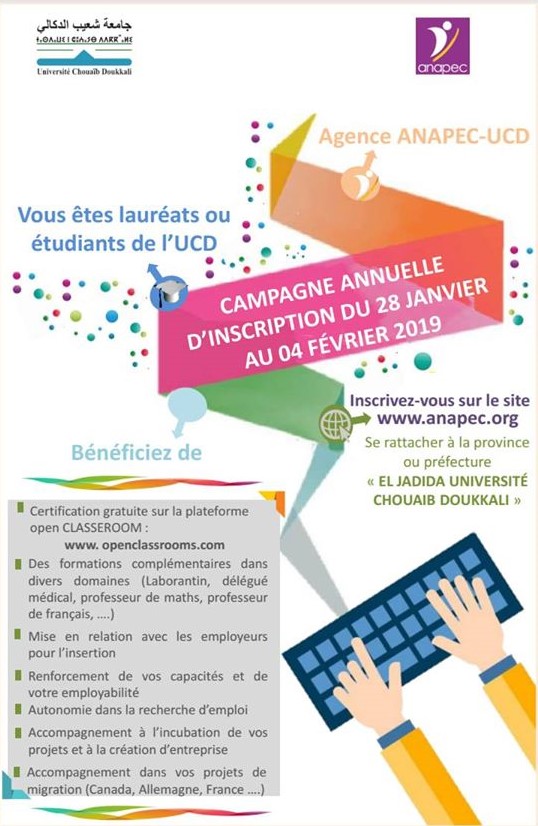 جامعة شعيب الدكالي
Université Chouaïb Doukkali
anapec
Agence ANAPEC-UCD
Vous êtes lauréats ou
étudiants de l'UCD
CAMPAGNE ANNUELLE
D'INSCRIPTION DU 28 JANVIER
AU 04 FÉVRIER 2019
Inscrivez-vous sur le site
www.anapec.org
Se rattacher à la province
ou préfecture
« EL JADIDA UNIVERSITÉ
CHOUAIB DOUKKALI »
Bénéficiez de
Certification gratuite sur la plateforme
open CLASSEROOM :
www. openclassrooms.com
Des formations complémentaires dans
divers domaines (Laborantin, délégué
médical, professeur de maths, professeur
de français, ....)
Mise en relation avec les employeurs
pour l'insertion
Renforcement de vos capacités et de
votre employabilité
Autonomie dans la recherche d'emploi
Accompagnement à l'incubation de vos
projets et à la création d'entreprise
Accompagnement dans vos projets de
migration (Canada, Allemagne, France ....)